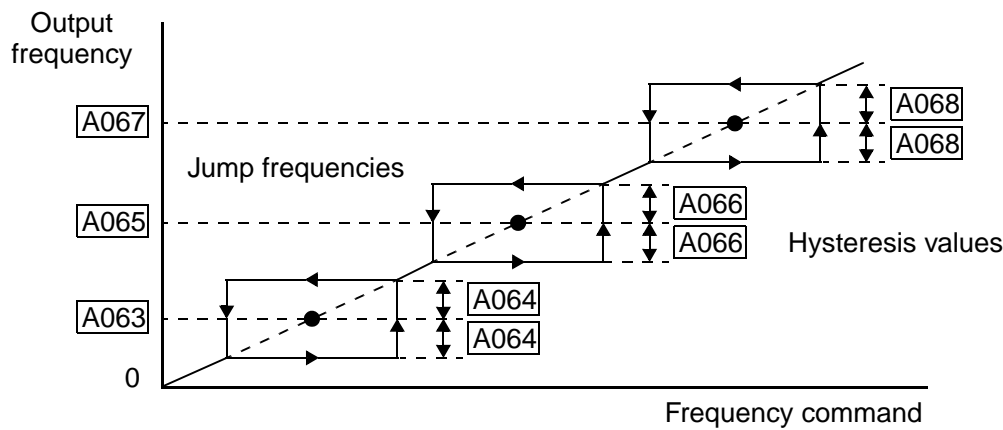 Output
frequency
A067
A068
A068
Jump frequencies
A065
A066
A066
Hysteresis values
A063
A064
A064
0
Frequency command